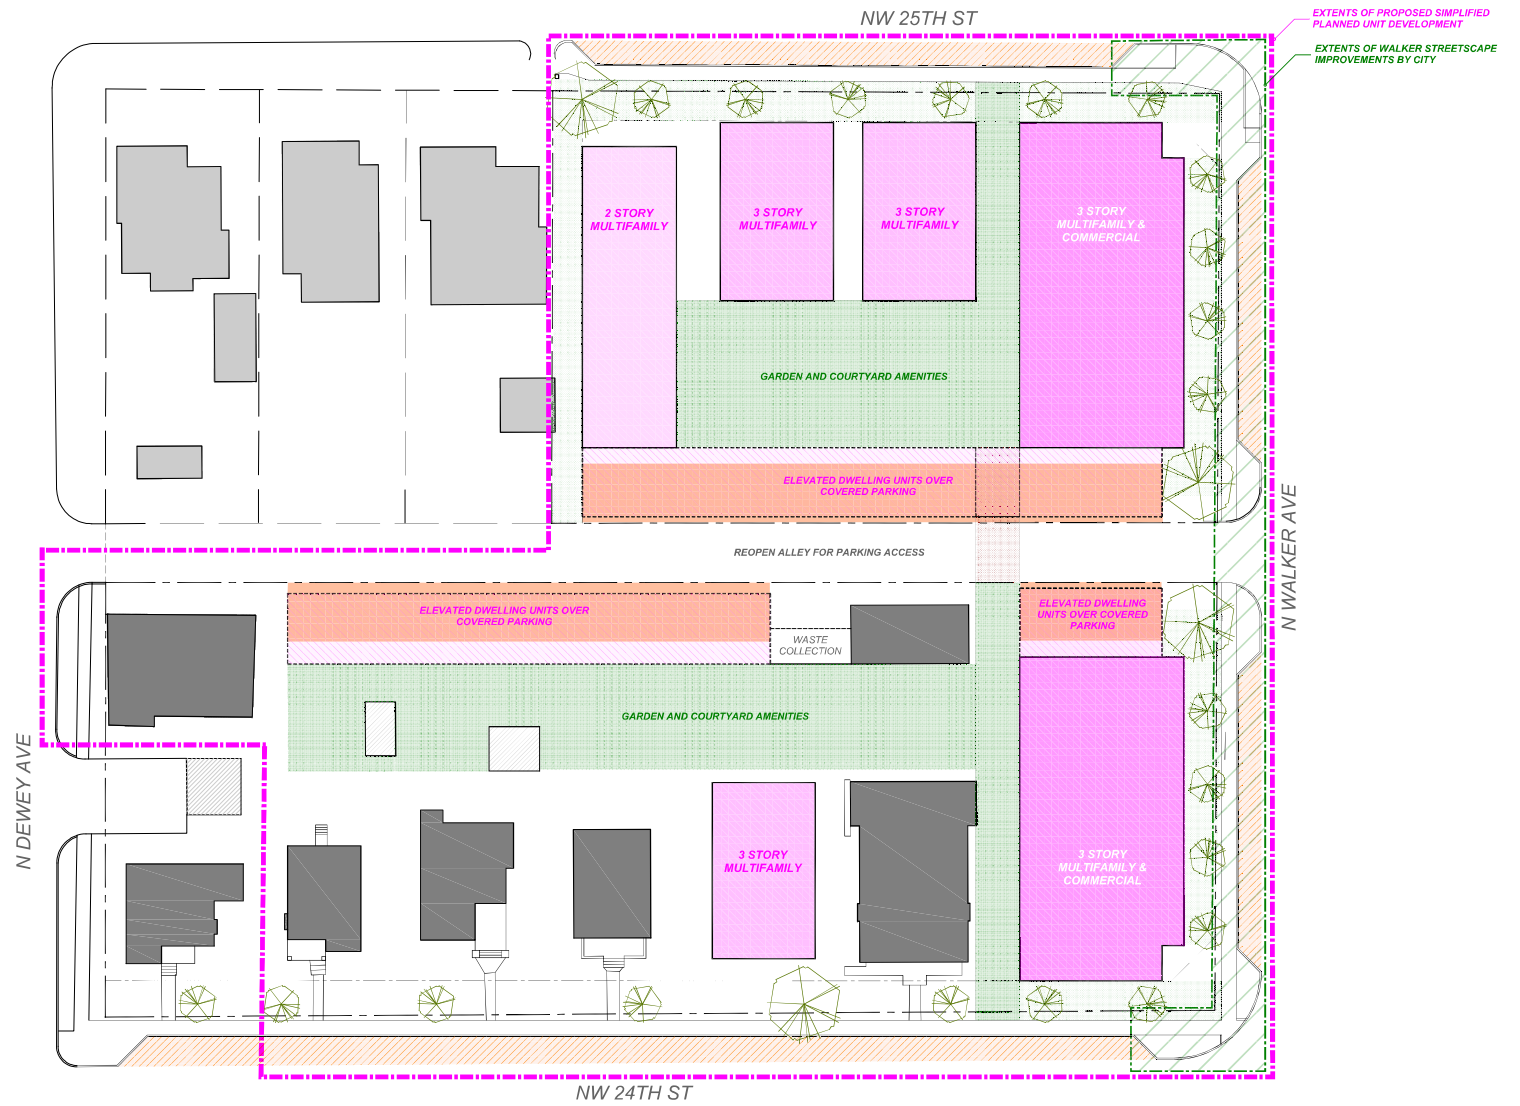 NW 25TH ST
EXTENTS OF PROPOSED SIMPLIFIED
PLANNED UNIT DEVELOPMENT
EXTENTS OF WALKER STREETSCAPE
IMPROVEMENTS BY CITY
2 STORY
MULTIFAMILY
3 STORY
MULTIFAMILY
3 STORY
MULTIFAMILY
3 STORY
MULTIFAMILY &
COMMERCIAL
GARDEN AND COURTYARD AMENITIES
ELEVATED DWELLING UNITS OVER
COVERED PARKING
N WALKER AVE
REOPEN ALLEY FOR PARKING ACCESS
ELEVATED DWELLING UNITS OVER
COVERED PARKING
WASTE
COLLECTION
ELEVATED DWELLING
UNITS OVER COVERED
PARKING
GARDEN AND COURTYARD AMENITIES
N DEWEY AVE
3 STORY
MULTIFAMILY
3 STORY
MULTIFAMILY &
COMMERCIAL
NW 24TH ST